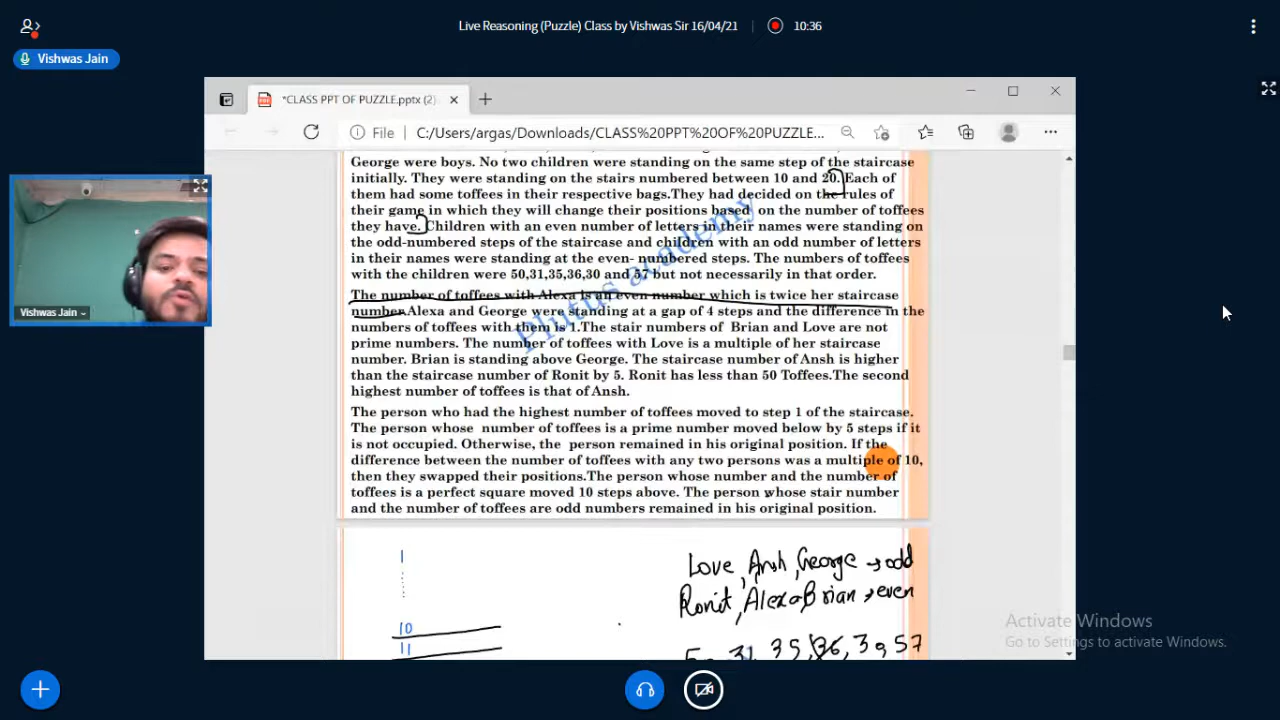 Live Reasoning (Puzzle) Class by Vishwas Sir 16/04/21
10:36
Vishwas Jain
*CLASS PPT OF PUZZLE.pptx (2)
File
C:/Users/argas/Downloads/CLASS%20PPT%20OF%20PUZZLE...
George were boys. No two children were standing on the same step of the staircase
initially. They were standing on the stairs numbered between 10 and 20. Each of
them had some toffees in their respective bags.They had decided on the rules of
their game in which they will change their positions based on the number of toffees
they have. Children with an even number of letters in their names were standing on
the odd-numbered steps of the staircase and children with an odd number of letters
in their names were standing at the even- numbered steps. The numbers of toffees
with the children were 50,31,35,36,30 and 57 but not necessarily in that order.
The number of toffees with Alexa is an even number which is twice her staircase
number.Alexa and George were standing at a gap of 4 steps and the difference in the
numbers of toffees with them is 1.The stair numbers of Brian and Love are not
prime numbers. The number of toffees with Love is a multiple of her staircase
number. Brian is standing above George. The staircase number of Ansh is higher
than the staircase number of Ronit by 5. Ronit has less than 50 Toffees.The second
highest number of toffees is that of Ansh.
The person who had the highest number of toffees moved to step 1 of the staircase.
The person whose number of toffees is a prime number moved below by 5 steps if it
is not occupied. Otherwise, the person remained in his original position. If the
difference between the number of toffees with any two persons was a multiple of 10,
then they swapped their positions.The person whose number and the number of
toffees is a perfect square moved 10 steps above. The person whose stair number
and the number of toffees are odd numbers remained in his original position.
Plutus academy
Vishwas Jain
1
Love, Ansh, George → odd
Ronit, Alexa, Brian → even
10
11
31, 35, 36, 30, 57
Activate Windows
Go to Settings to activate Windows.